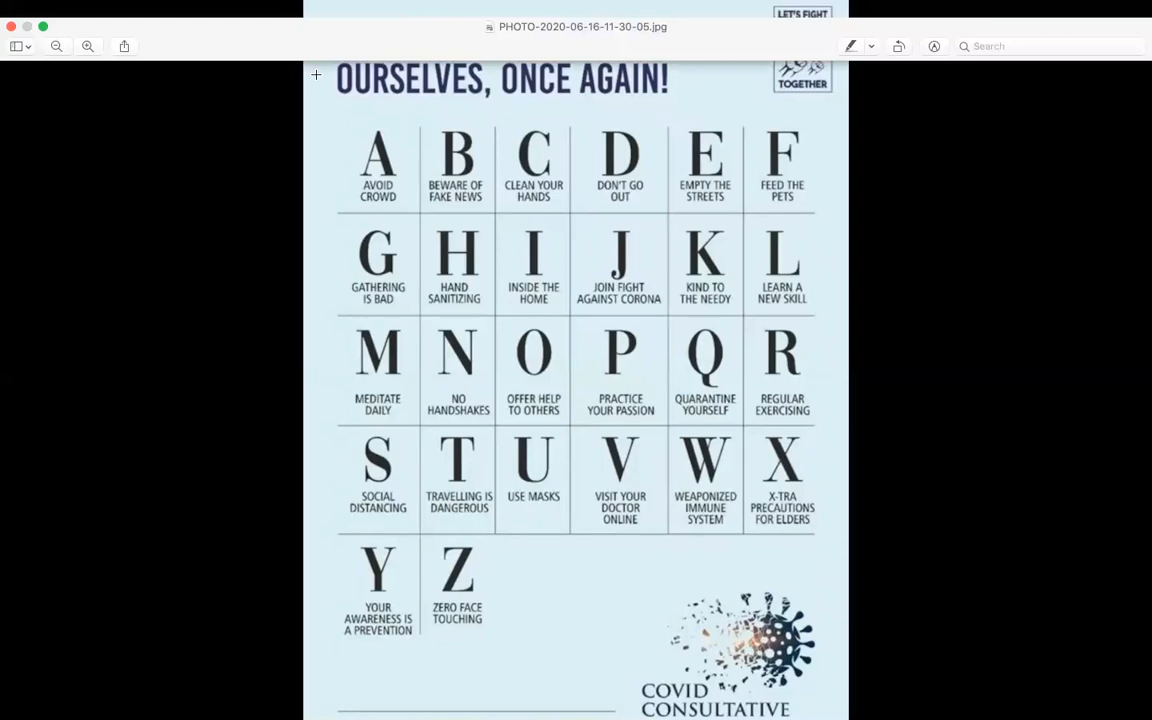 LET'S FIGHT
PHOTO-2020-06-16-11-30-05.jpg
Search
OURSELVES, ONCE AGAIN!
TOGETHER
A B C D E F
AVOID CROWD
BEWARE OF FAKE NEWS
CLEAN YOUR HANDS
DON'T GO OUT
EMPTY THE STREETS
FEED THE PETS
G H I J K L
GATHERING IS BAD
HAND SANITIZING
INSIDE THE HOME
JOIN FIGHT AGAINST CORONA
KIND TO THE NEEDY
LEARN A NEW SKILL
M N O P Q R
MEDITATE DAILY
NO HANDSHAKES
OFFER HELP TO OTHERS
PRACTICE YOUR PASSION
QUARANTINE YOURSELF
REGULAR EXERCISING
S T U V W X
SOCIAL DISTANCING
TRAVELLING IS DANGEROUS
USE MASKS
VISIT YOUR DOCTOR ONLINE
WEAPONIZED IMMUNE SYSTEM
X-TRA PRECAUTIONS FOR ELDERS
Y Z
YOUR AWARENESS IS A PREVENTION
ZERO FACE TOUCHING
COVID
CONSULTATIVE